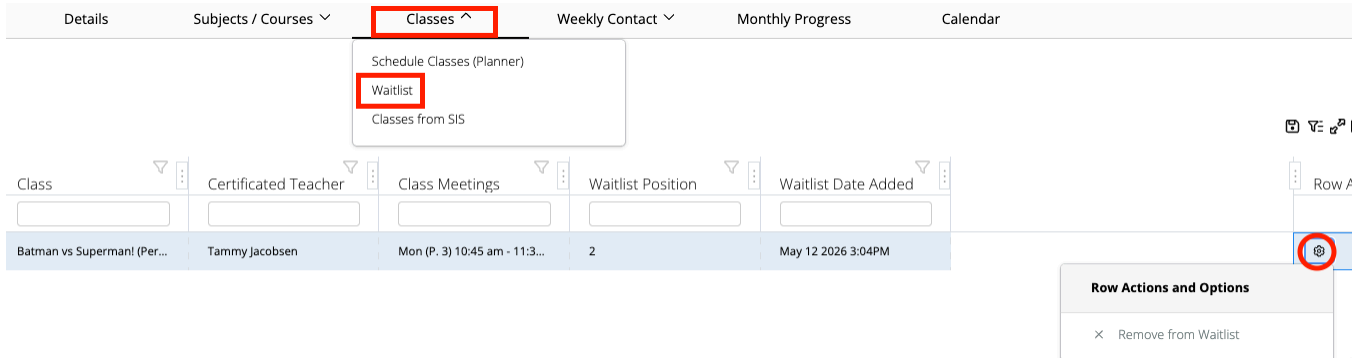 Details Subjects / Courses Classes Weekly Contact Monthly Progress Calendar
Schedule Classes (Planner)
Waitlist
Classes from SIS
Class Certificated Teacher Class Meetings Waitlist Position Waitlist Date Added Row A
Batman vs Superman! (Per... Tammy Jacobsen Mon (P. 3) 10:45 am - 11:3... 2 May 12 2026 3:04PM
Row Actions and Options
Remove from Waitlist